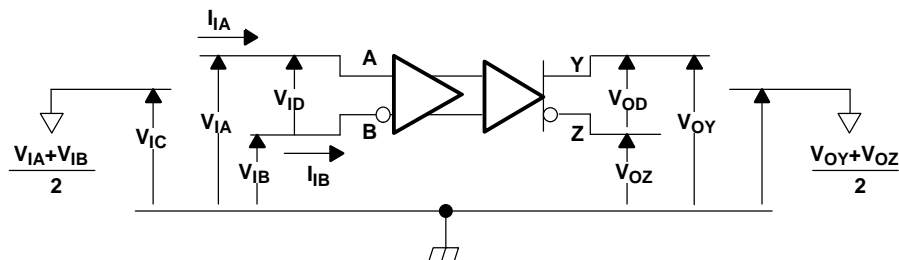 I_IA
A
Y
V_ID
V_OD
V_IC
V_IA
B
Z
V_OY
V_IA+V_IB
2
V_IB
I_IB
V_OZ
V_OY+V_OZ
2